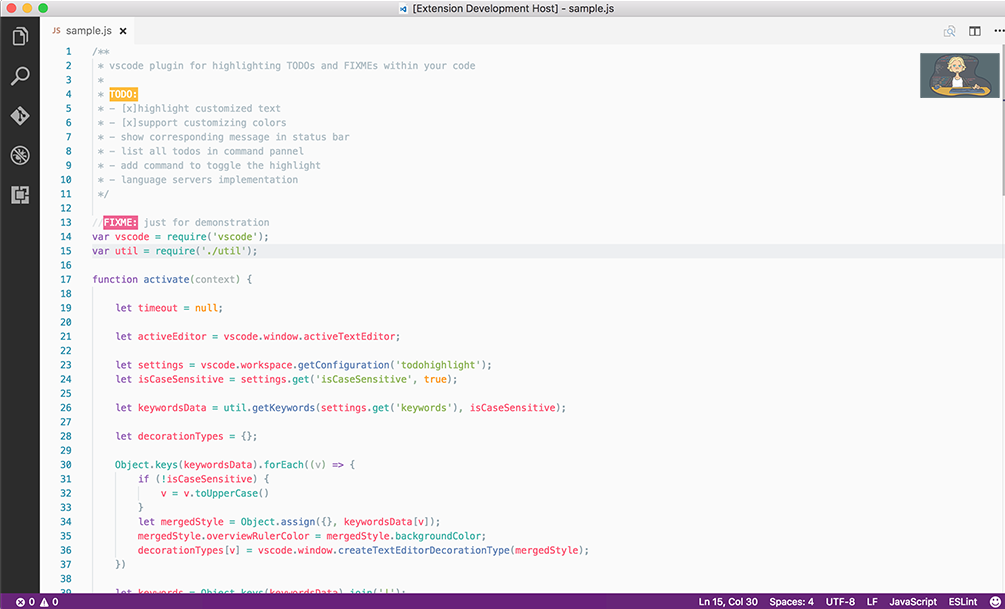 [Extension Development Host] - sample.js
JS sample.js ×
1 /**
2 * vscode plugin for highlighting TODOs and FIXMEs within your code
3 *
4 * TODO:
5 * - [x]highlight customized text
6 * - [x]support customizing colors
7 * - show corresponding message in status bar
8 * - list all todos in command pannel
9 * - add command to toggle the highlight
10 * - language servers implementation
11 */
12
13 //FIXME: just for demonstration
14 var vscode = require('vscode');
15 var util = require('./util');
16
17 function activate(context) {
18
19 let timeout = null;
20
21 let activeEditor = vscode.window.activeTextEditor;
22
23 let settings = vscode.workspace.getConfiguration('todohighlight');
24 let isCaseSensitive = settings.get('isCaseSensitive', true);
25
26 let keywordsData = util.getKeywords(settings.get('keywords'), isCaseSensitive);
27
28 let decorationTypes = {};
29
30 Object.keys(keywordsData).forEach((v) => {
31 if (!isCaseSensitive) {
32 v = v.toUpperCase()
33 }
34 let mergedStyle = Object.assign({}, keywordsData[v]);
35 mergedStyle.overviewRulerColor = mergedStyle.backgroundColor;
36 decorationTypes[v] = vscode.window.createTextEditorDecorationType(mergedStyle);
37 })
38
39 let keywords = Object.keys(keywordsData).join('|');
0 0 Ln 15, Col 30 Spaces: 4 UTF-8 LF JavaScript ESLint